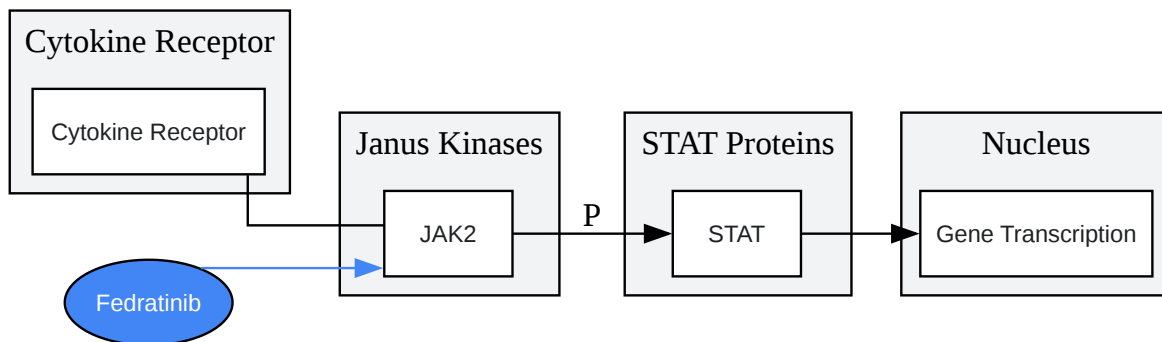 Cytokine Receptor
Cytokine Receptor
Janus Kinases
JAK2
Fedratinib
P
STAT Proteins
STAT
Nucleus
Gene Transcription